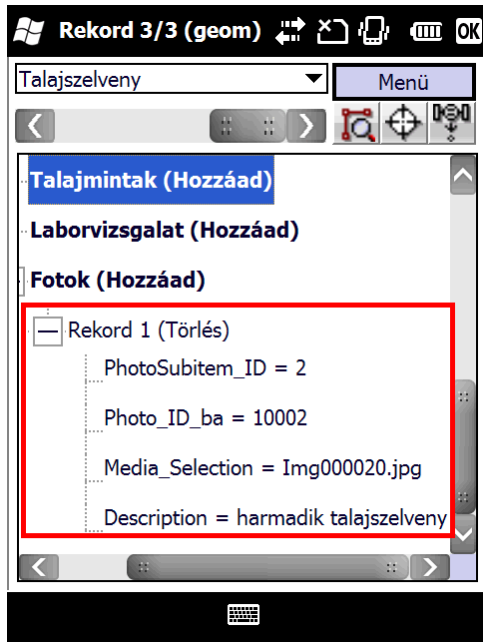 Rekord 3/3 (geom)
OK
Talajszelveny
Menü
Talajmintak (Hozzáad)
Laborvizsgalat (Hozzáad)
Fotok (Hozzáad)
Rekord 1 (Törlés)
PhotoSubitem_ID = 2
Photo_ID_ba = 10002
Media_Selection = Img000020.jpg
Description = harmadik talajszelveny